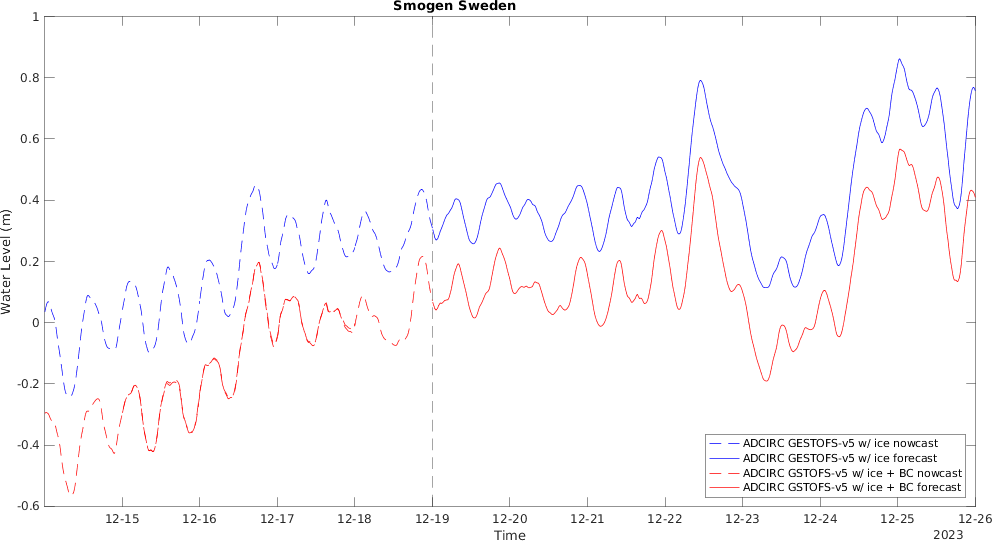 Smogen Sweden
1
0.8
0.6
0.4
0.2
0
-0.2
-0.4
-0.6
Water Level (m)
ADCIRC GESTOFS-v5 w/ ice nowcast
ADCIRC GESTOFS-v5 w/ ice forecast
ADCIRC GSTOFS-v5 w/ ice + BC nowcast
ADCIRC GSTOFS-v5 w/ ice + BC forecast
12-15 12-16 12-17 12-18 12-19 12-20 12-21 12-22 12-23 12-24 12-25 12-26
Time
2023